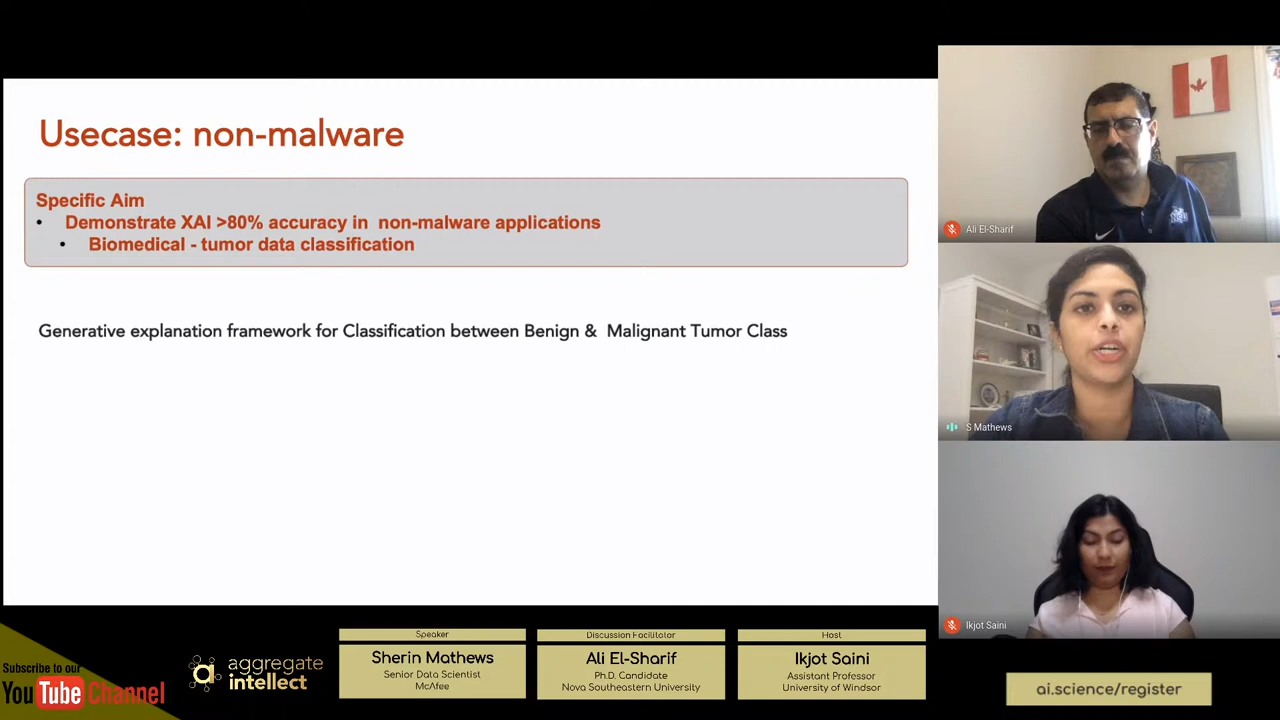 Usecase: non-malware
Specific Aim
• Demonstrate XAI >80% accuracy in non-malware applications
• Biomedical - tumor data classification
Generative explanation framework for Classification between Benign & Malignant Tumor Class
Ali El-Sharif
S Mathews
Ikjot Saini
Subscribe to our
YouTube Channel
aggregate
intellect
Speaker
Sherin Mathews
Senior Data Scientist
McAfee
Discussion Facilitator
Ali El-Sharif
Ph.D. Candidate
Nova Southeastern University
Host
Ikjot Saini
Assistant Professor
University of Windsor
ai.science/register